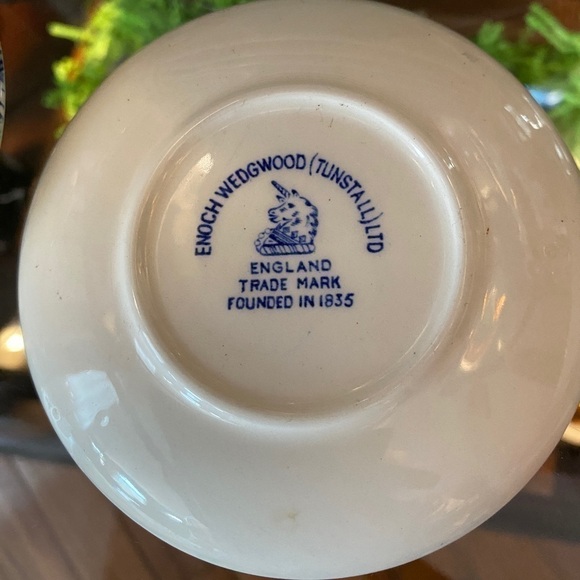 ENOCH WEDGWOOD (TUNSTALL) LTD
ENGLAND
TRADE MARK
FOUNDED IN 1835